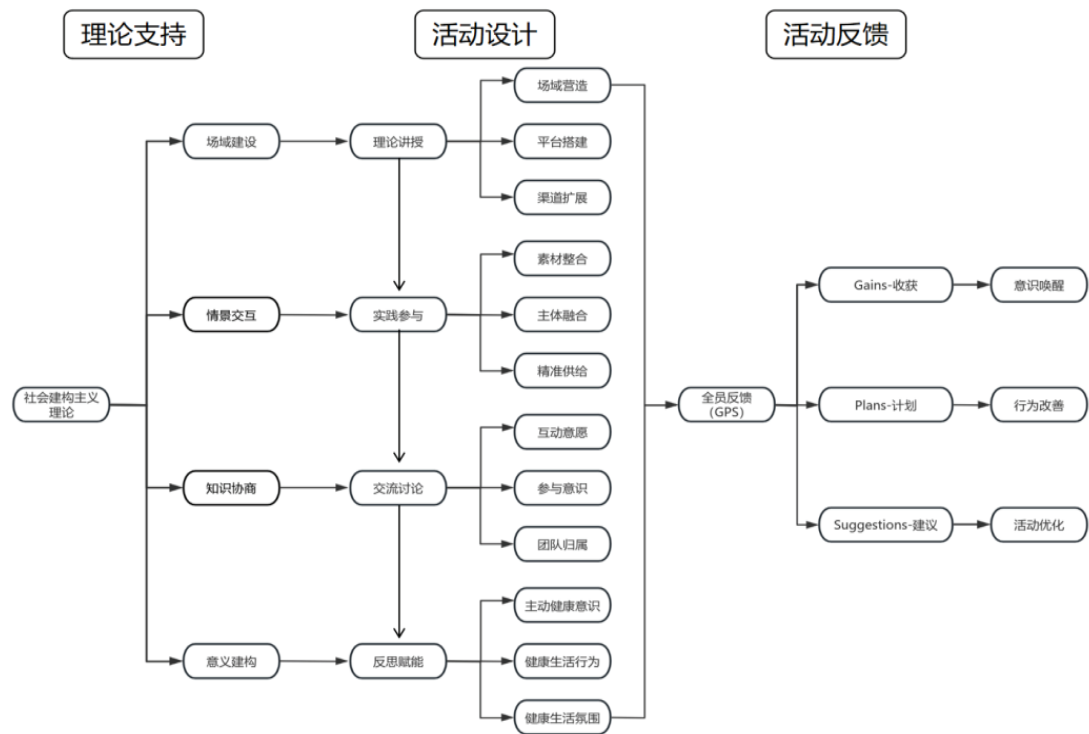 理论支持
活动设计
活动反馈
场域建设
理论讲授
场域营造
平台搭建
渠道扩展
情景交互
实践参与
素材整合
主体融合
精准供给
社会建构主义
理论
知识协商
交流讨论
互动意愿
参与意识
团队归属
意义建构
反思赋能
主动健康意识
健康生活行为
健康生活氛围
全员反馈
（GPS）
Gains-收获
意识唤醒
Plans-计划
行为改善
Suggestions-建议
活动优化